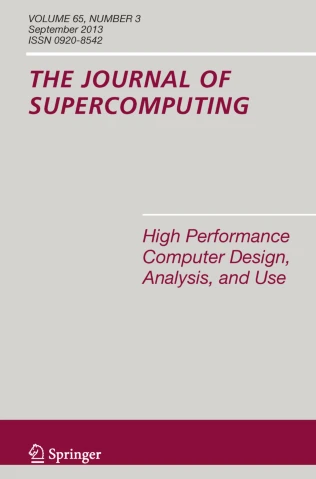 VOLUME 65, NUMBER 3
September 2013
ISSN 0920-8542
THE JOURNAL OF
SUPERCOMPUTING
High Performance
Computer Design,
Analysis, and Use
Springer